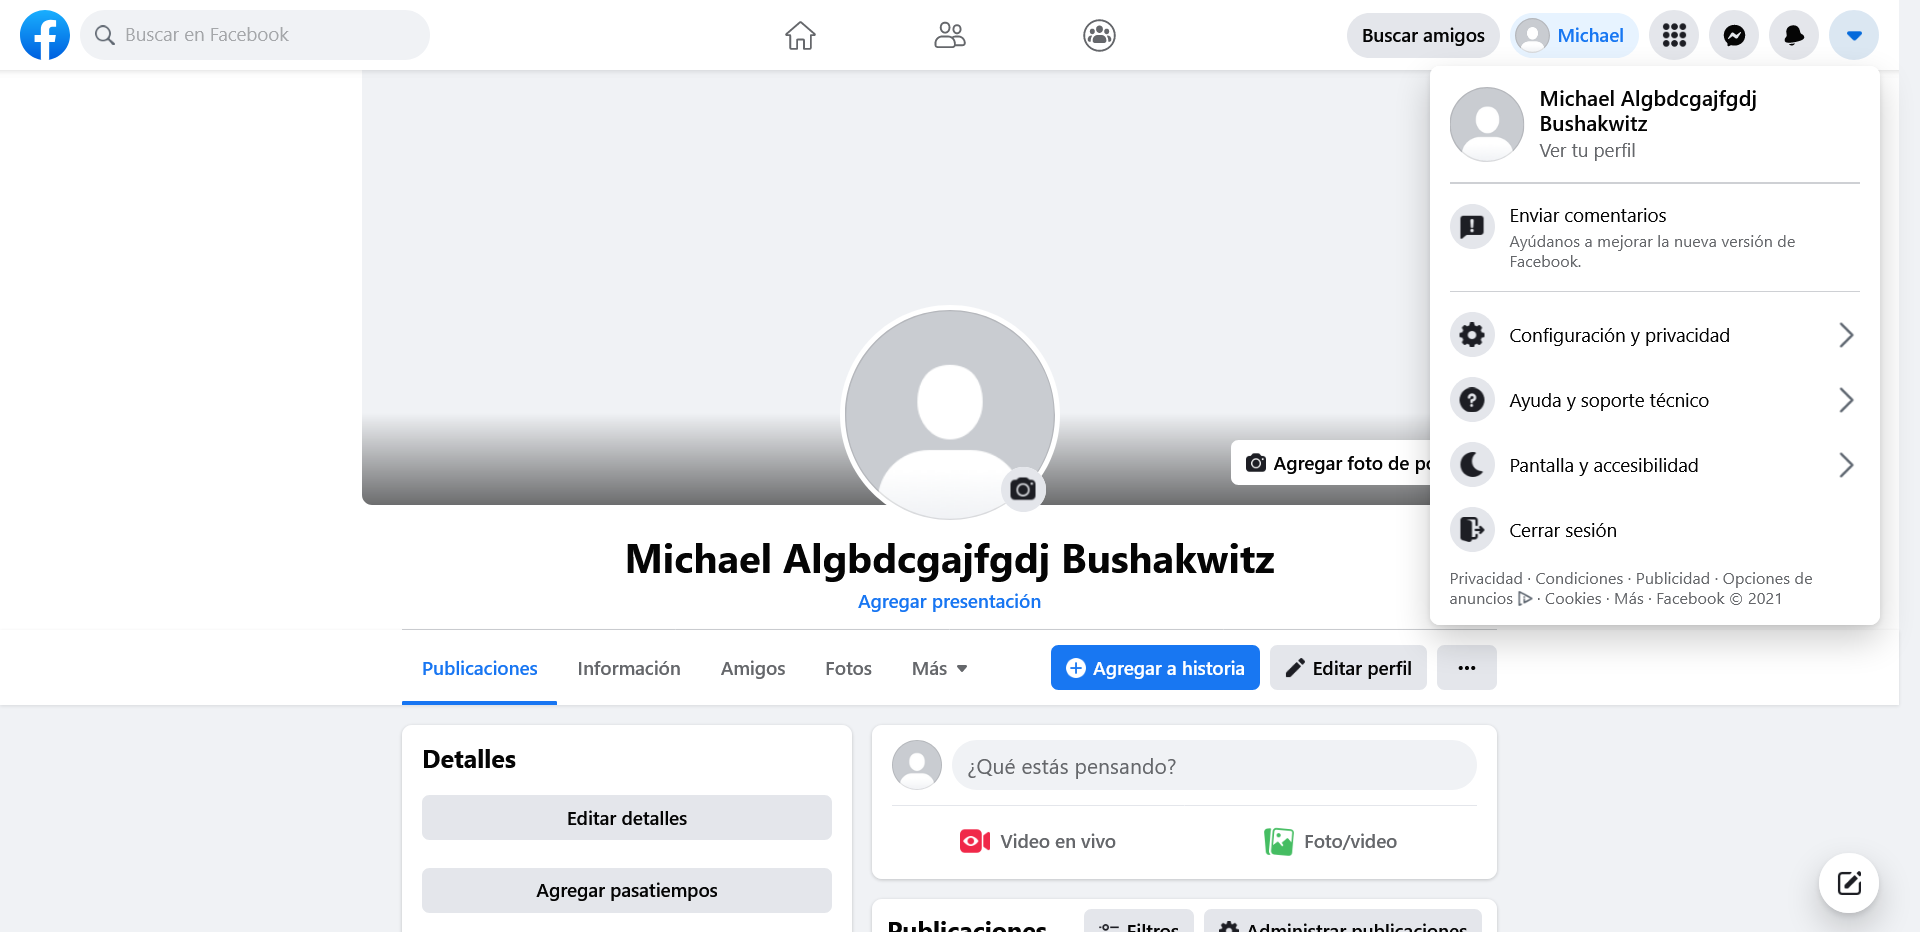 Buscar en Facebook
Buscar amigos
Michael
Michael Algbdcgajfgdj
Bushakwitz
Ver tu perfil
Enviar comentarios
Ayúdanos a mejorar la nueva versión de
Facebook.
Configuración y privacidad
Ayuda y soporte técnico
Pantalla y accesibilidad
Cerrar sesión
Privacidad · Condiciones · Publicidad · Opciones de
anuncios · Cookies · Más · Facebook © 2021
Agregar foto de po
Michael Algbdcgajfgdj Bushakwitz
Agregar presentación
Publicaciones
Información
Amigos
Fotos
Más
Agregar a historia
Editar perfil
Detalles
Editar detalles
Agregar pasatiempos
¿Qué estás pensando?
Video en vivo
Foto/video
Publicaciones
Filtros
Administrar publicaciones